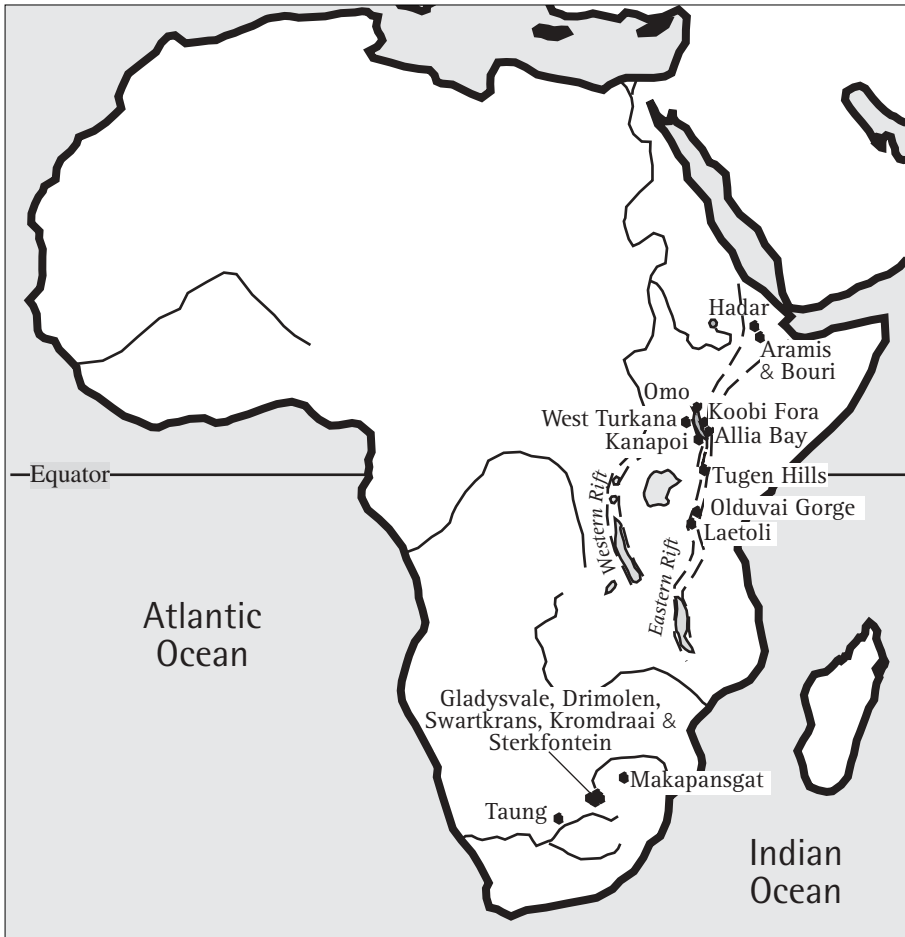 Hadar
Aramis
& Bouri
Omo
Koobi Fora
West Turkana
Allia Bay
Kanapoi
Equator
Tugen Hills
Western Rift
Olduvai Gorge
Laetoli
Eastern Rift
Atlantic
Ocean
Gladysvale, Drimolen,
Swartkrans, Kromdraai &
Sterkfontein
Makapansgat
Taung
Indian
Ocean